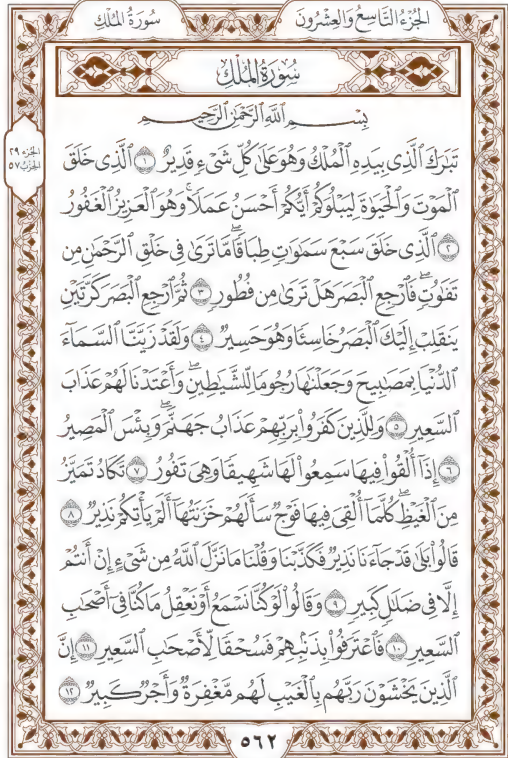 سُورَةُ المُلْكِ
الجُزْءُ التَّاسِعُ وَالعِشْرُونَ
سُورَةُ المُلْكِ
بِسْمِ ٱللَّهِ ٱلرَّحْمَٰنِ ٱلرَّحِيمِ
الجزء ٢٩
الحزب ٥٧
تَبَٰرَكَ ٱلَّذِى بِيَدِهِ ٱلْمُلْكُ وَهُوَ عَلَىٰ كُلِّ شَىْءٍ قَدِيرٌ ١ ٱلَّذِى خَلَقَ
ٱلْمَوْتَ وَٱلْحَيَوٰةَ لِيَبْلُوَكُمْ أَيُّكُمْ أَحْسَنُ عَمَلًا ۚ وَهُوَ ٱلْعَزِيزُ ٱلْغَفُورُ
٢ ٱلَّذِى خَلَقَ سَبْعَ سَمَٰوَٰتٍ طِبَاقًا ۖ مَّا تَرَىٰ فِى خَلْقِ ٱلرَّحْمَٰنِ مِن
تَفَٰوُتٍ ۖ فَٱرْجِعِ ٱلْبَصَرَ هَلْ تَرَىٰ مِن فُطُورٍ ٣ ثُمَّ ٱرْجِعِ ٱلْبَصَرَ كَرَّتَيْنِ
يَنقَلِبْ إِلَيْكَ ٱلْبَصَرُ خَاسِئًا وَهُوَ حَسِيرٌ ٤ وَلَقَدْ زَيَّنَّا ٱلسَّمَآءَ
ٱلدُّنْيَا بِمَصَٰبِيحَ وَجَعَلْنَٰهَا رُجُومًا لِّلشَّيَٰطِينِ ۖ وَأَعْتَدْنَا لَهُمْ عَذَابَ
ٱلسَّعِيرِ ٥ وَلِلَّذِينَ كَفَرُوا۟ بِرَبِّهِمْ عَذَابُ جَهَنَّمَ ۖ وَبِئْسَ ٱلْمَصِيرُ
٦ إِذَآ أُلْقُوا۟ فِيهَا سَمِعُوا۟ لَهَا شَهِيقًا وَهِىَ تَفُورُ ٧ تَكَادُ تَمَيَّزُ
مِنَ ٱلْغَيْظِ ۖ كُلَّمَآ أُلْقِىَ فِيهَا فَوْجٌ سَأَلَهُمْ خَزَنَتُهَآ أَلَمْ يَأْتِكُمْ نَذِيرٌ ٨
قَالُوا۟ بَلَىٰ قَدْ جَآءَنَا نَذِيرٌ فَكَذَّبْنَا وَقُلْنَا مَا نَزَّلَ ٱللَّهُ مِن شَىْءٍ إِنْ أَنتُمْ
إِلَّا فِى ضَلَٰلٍ كَبِيرٍ ٩ وَقَالُوا۟ لَوْ كُنَّا نَسْمَعُ أَوْ نَعْقِلُ مَا كُنَّا فِىٓ أَصْحَٰبِ
ٱلسَّعِيرِ ١٠ فَٱعْتَرَفُوا۟ بِذَنۢبِهِمْ فَسُحْقًا لِّأَصْحَٰبِ ٱلسَّعِيرِ ١١ إِنَّ
ٱلَّذِينَ يَخْشَوْنَ رَبَّهُم بِٱلْغَيْبِ لَهُم مَّغْفِرَةٌ وَأَجْرٌ كَبِيرٌ ١٢
٥٦٢